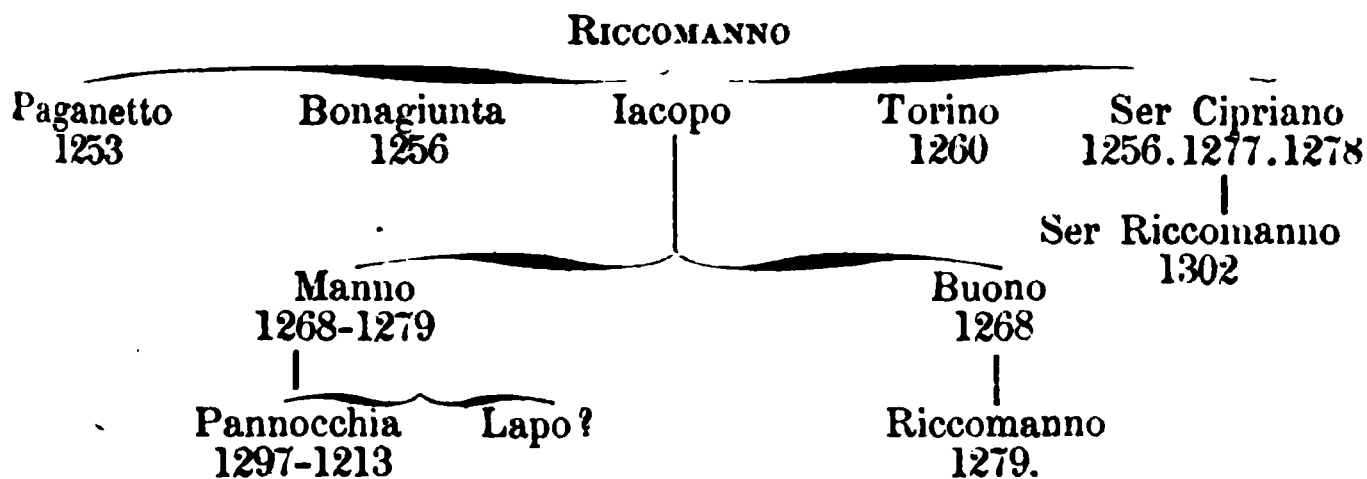 RICCOMANNO
Paganetto Bonagiunta Iacopo Torino Ser Cipriano
1253 1256 1260 1256.1277.1278
Ser Riccomanno
1302
Manno Buono
1268-1279 1268
Pannocchia Lapo? Riccomanno
1297-1213 1279.